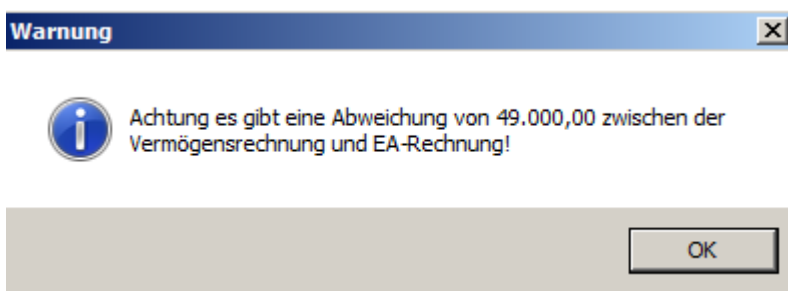 Warnung
Achtung es gibt eine Abweichung von 49.000,00 zwischen der
Vermögensrechnung und EA-Rechnung!
OK